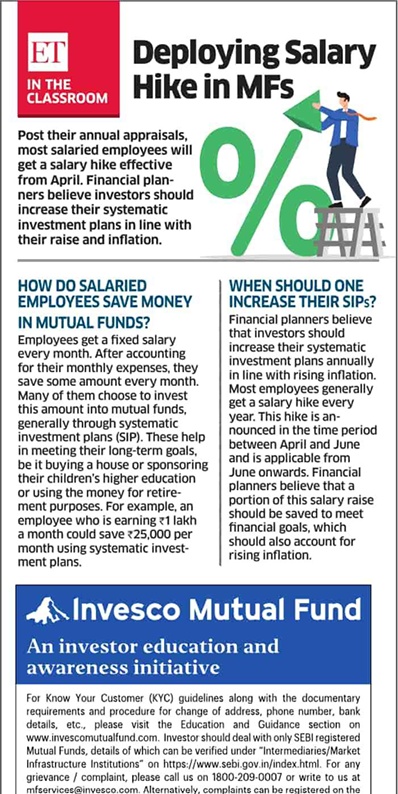 ET
IN THE
CLASSROOM
Deploying Salary
Hike in MFs
Post their annual appraisals,
most salaried employees will
get a salary hike effective
from April. Financial plan-
ners believe investors should
increase their systematic
investment plans in line with
their raise and inflation.
%
HOW DO SALARIED
EMPLOYEES SAVE MONEY
IN MUTUAL FUNDS?
Employees get a fixed salary
every month. After accounting
for their monthly expenses, they
save some amount every month.
Many of them choose to invest
this amount into mutual funds,
generally through systematic
investment plans (SIP). These help
in meeting their long-term goals,
be it buying a house or sponsoring
their children's higher education
or using the money for retire-
ment purposes. For example, an
employee who is earning ₹1 lakh
a month could save ₹25,000 per
month using systematic invest-
ment plans.
WHEN SHOULD ONE
INCREASE THEIR SIPs?
Financial planners believe
that investors should
increase their systematic
investment plans annually
in line with rising inflation.
Most employees generally
get a salary hike every
year. This hike is an-
nounced in the time period
between April and June
and is applicable from
June onwards. Financial
planners believe that a
portion of this salary raise
should be saved to meet
financial goals, which
should also account for
rising inflation.
Invesco Mutual Fund
An investor education and
awareness initiative
For Know Your Customer (KYC) guidelines along with the documentary
requirements and procedure for change of address, phone number, bank
details, etc., please visit the Education and Guidance section on
www.invescomutualfund.com. Investor should deal with only SEBI registered
Mutual Funds, details of which can be verified under "Intermediaries/Market
Infrastructure Institutions" on https://www.sebi.gov.in/index.html. For any
grievance / complaint, please call us on 1800-209-0007 or write to us at
mfservices@invesco.com. Alternatively, complaints can be registered on the